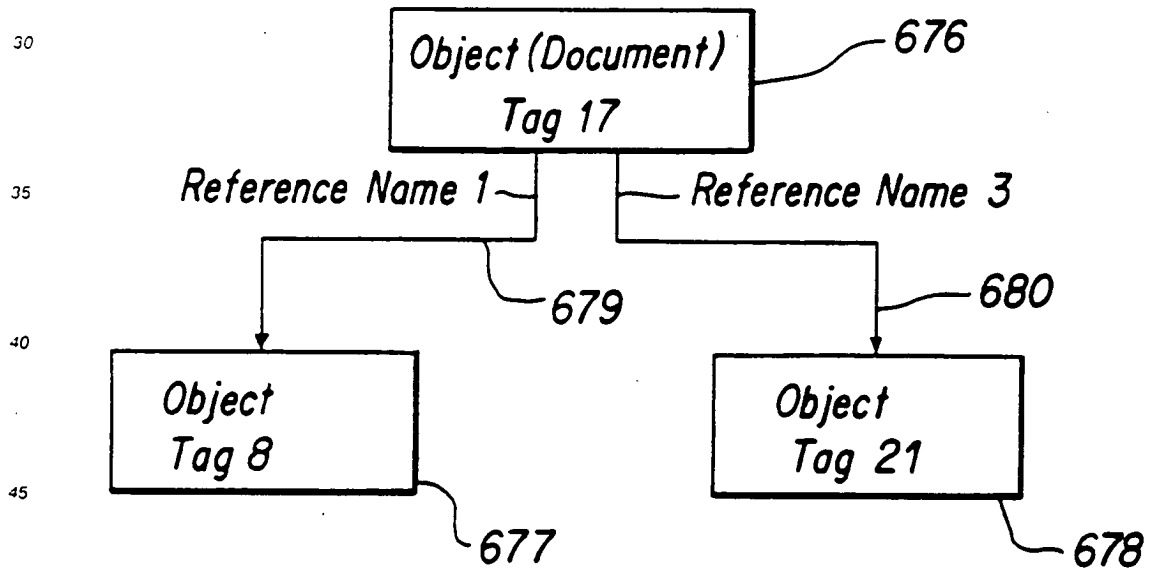 30
Object (Document)
Tag 17
676
35
Reference Name 1
Reference Name 3
679
680
40
Object
Tag 8
Object
Tag 21
45
677
678